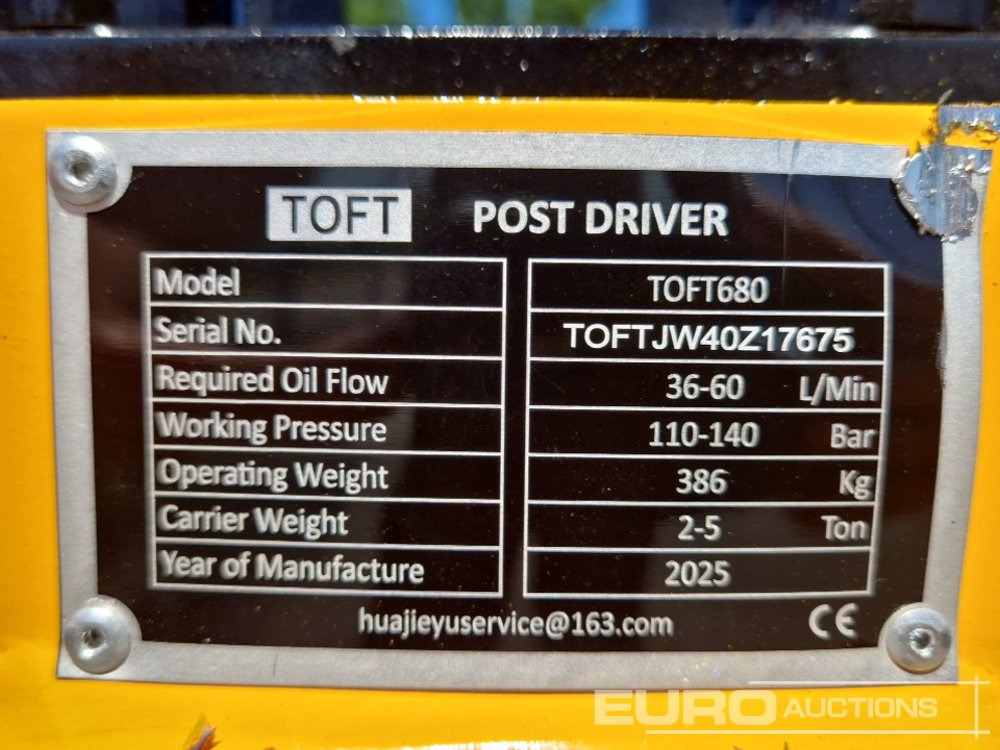 TOFT POST DRIVER
Model TOFT680
Serial No. TOFTJW40Z17675
Required Oil Flow 36-60 L/Min
Working Pressure 110-140 Bar
Operating Weight 386 Kg
Carrier Weight 2-5 Ton
Year of Manufacture 2025
huajieyuservice@163.com CE
EURO AUCTIONS